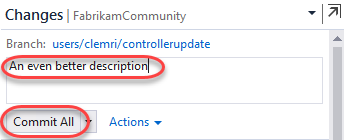 Changes | FabrikamCommunity
Branch: users/clemri/controllerupdate
An even better description
Commit All Actions